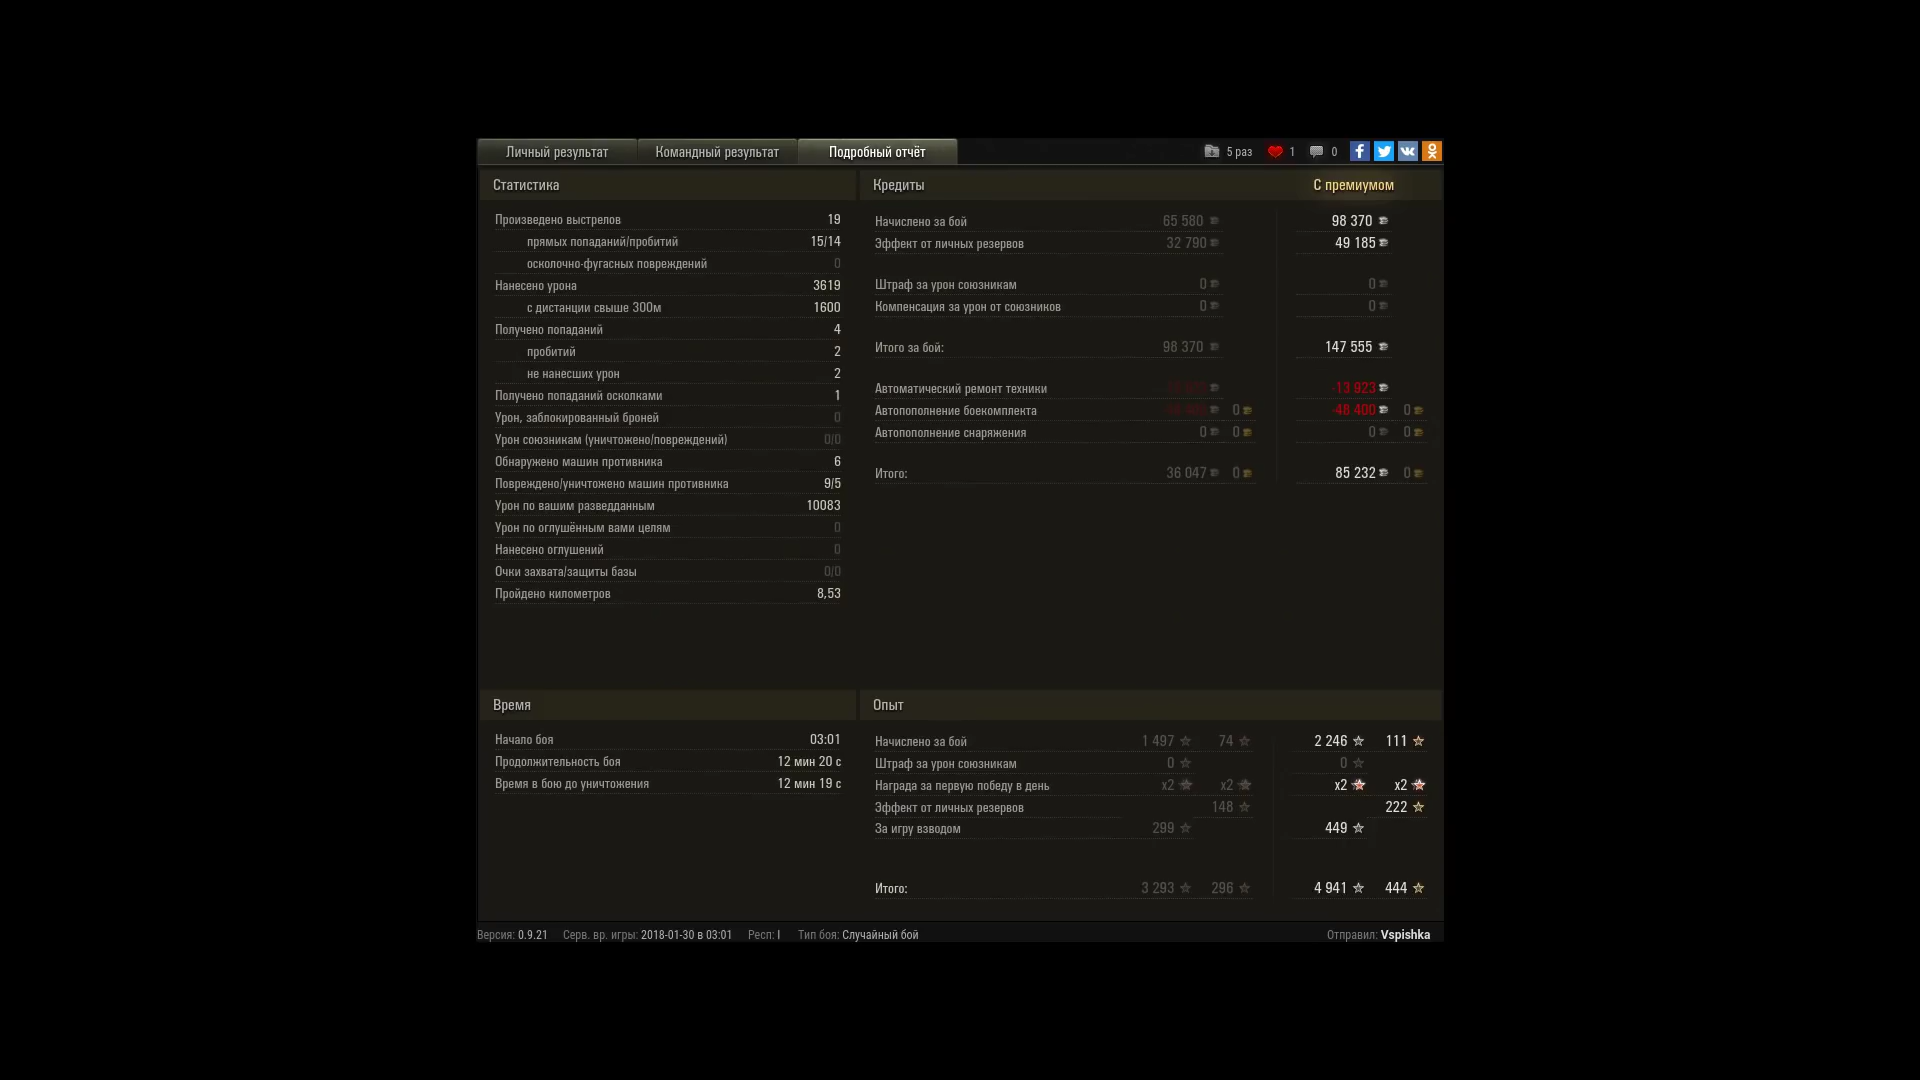 Личный результат Командный результат Подробный отчёт 5 раз 1 0
Статистика
Произведено выстрелов 19
прямых попаданий/пробитий 15/14
осколочно-фугасных повреждений 0
Нанесено урона 3619
с дистанции свыше 300м 1600
Получено попаданий 4
пробитий 2
не нанесших урон 2
Получено попаданий осколками 1
Урон, заблокированный броней 0
Урон союзникам (уничтожено/повреждений) 0/0
Обнаружено машин противника 6
Повреждено/уничтожено машин противника 9/5
Урон по вашим разведданным 10083
Урон по оглушённым вами целям 0
Нанесено оглушений 0
Очки захвата/защиты базы 0/0
Пройдено километров 8,53
Кредиты С премиумом
Начислено за бой 65 580 98 370
Эффект от личных резервов 32 790 49 185
Штраф за урон союзникам 0 0
Компенсация за урон от союзников 0 0
Итого за бой: 98 370 147 555
Автоматический ремонт техники -13 923
Автопополнение боекомплекта 0 -48 400 0
Автопополнение снаряжения 0 0 0 0
Итого: 36 047 0 85 232 0
Время
Начало боя 03:01
Продолжительность боя 12 мин 20 с
Время в бою до уничтожения 12 мин 19 с
Опыт
Начислено за бой 1 497 74 2 246 111
Штраф за урон союзникам 0 0
Награда за первую победу в день x2 x2 x2 x2
Эффект от личных резервов 148 222
За игру взводом 299 449
Итого: 3 293 296 4 941 444
Версия: 0.9.21 Серв. вр. игры: 2018-01-30 в 03:01 Респ: I Тип боя: Случайный бой Отправил: Vspishka